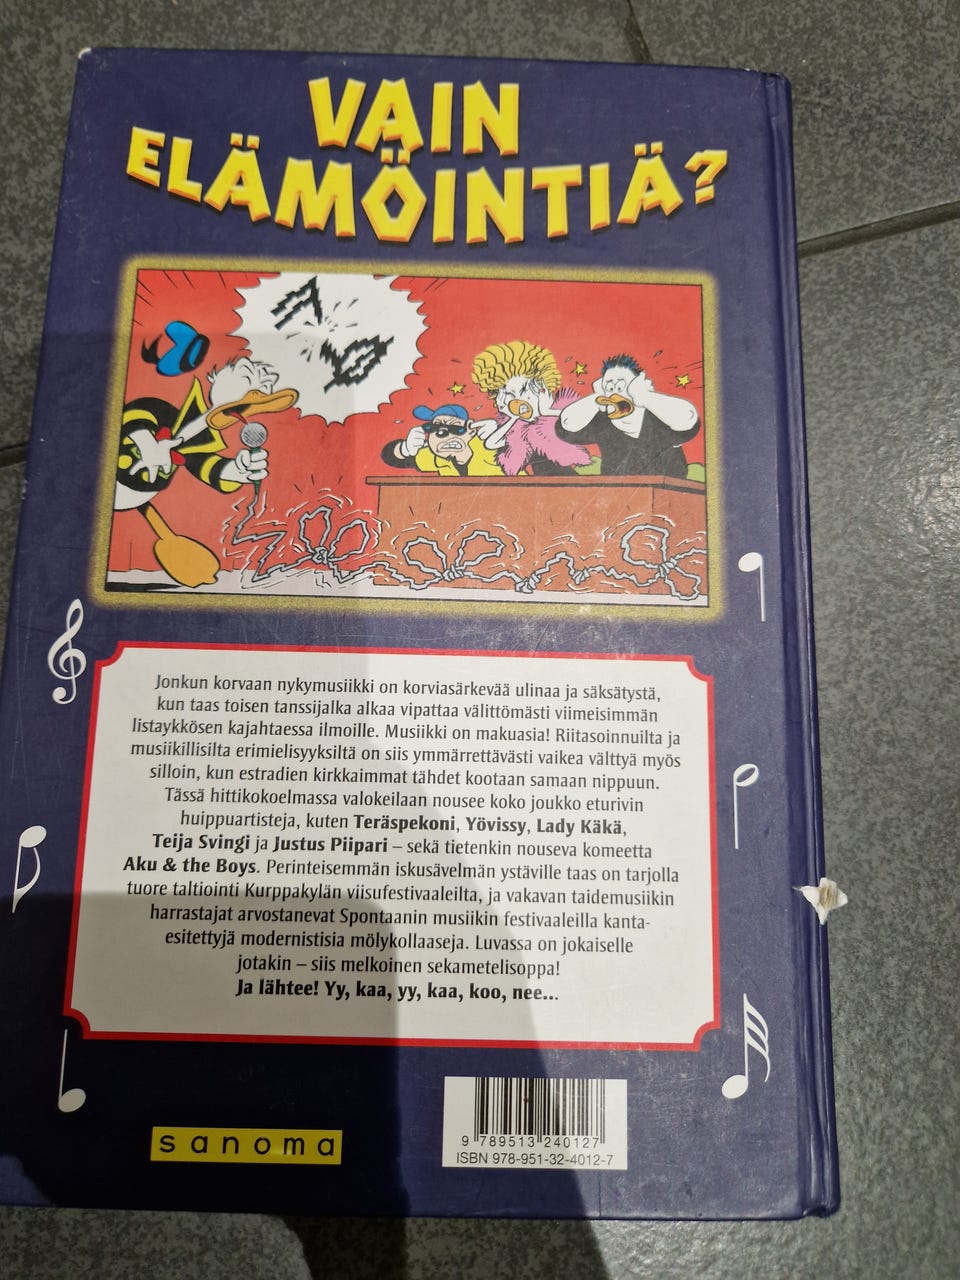 VAIN
ELÄMÖINTIÄ?
Jonkun korvaan nykymusiikki on korviasärkevää ulinaa ja säksätystä,
kun taas toisen tanssijalka alkaa vipattaa välittömästi viimeisimmän
listaykkösen kajahtaessa ilmoille. Musiikki on makuasia! Riitasoinnuilta ja
musiikillisilta erimielisyyksiltä on siis ymmärrettävästi vaikea välttyä myös
silloin, kun estradien kirkkaimmat tähdet kootaan samaan nippuun.
Tässä hittikokoelmassa valokeilaan nousee koko joukko eturivin
huippuartisteja, kuten Teräspekoni, Yövissy, Lady Käkä,
Teija Svingi ja Justus Piipari – sekä tietenkin nouseva komeetta
Aku & the Boys. Perinteisemmän iskusävelmän ystäville taas on tarjolla
tuore taltiointi Kurppakylän viisufestivaaleilta, ja vakavan taidemusiikin
harrastajat arvostanevat Spontaanin musiikin festivaaleilla kanta-
esitettyjä modernistisia mölykollaaseja. Luvassa on jokaiselle
jotakin – siis melkoinen sekametelisoppa!
Ja lähtee! Yy, kaa, yy, kaa, koo, nee...
sanoma
9 789513 240127
ISBN 978-951-32-4012-7